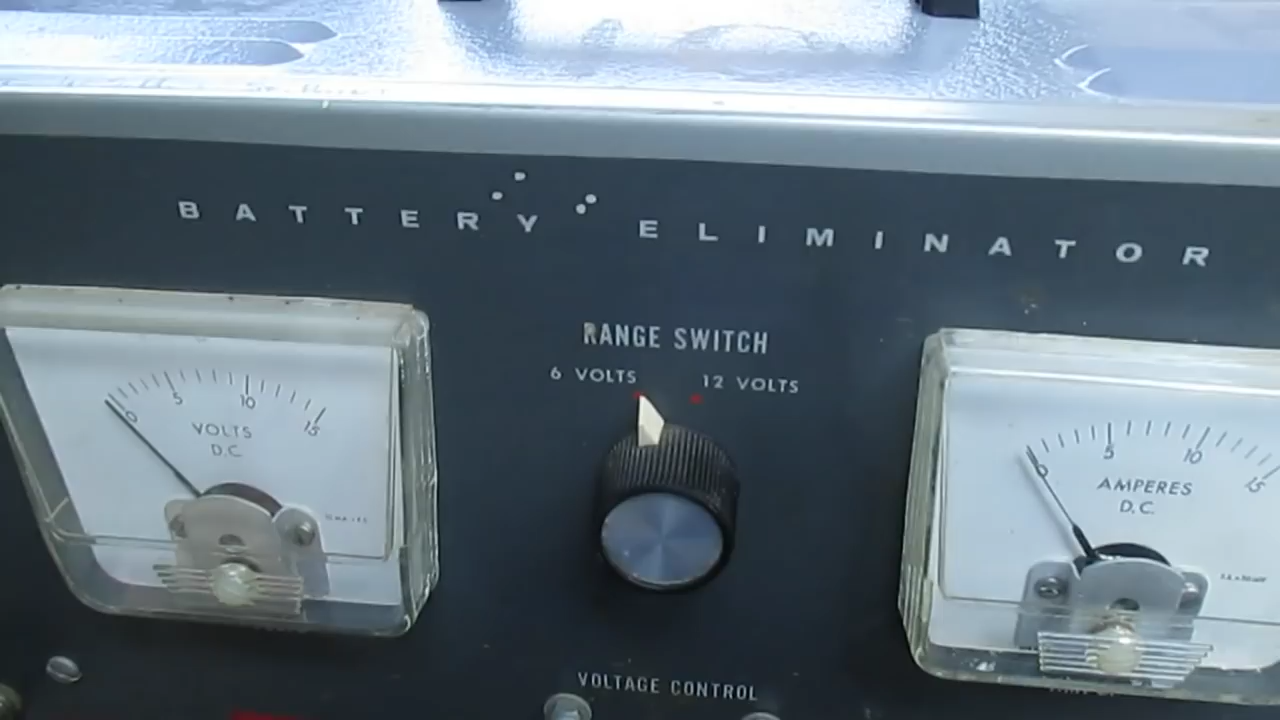 BATTERY ELIMINATOR
RANGE SWITCH
6 VOLTS 12 VOLTS
0 5 10 15
VOLTS
D.C.
0 5 10 15
AMPERES
D.C.
VOLTAGE CONTROL